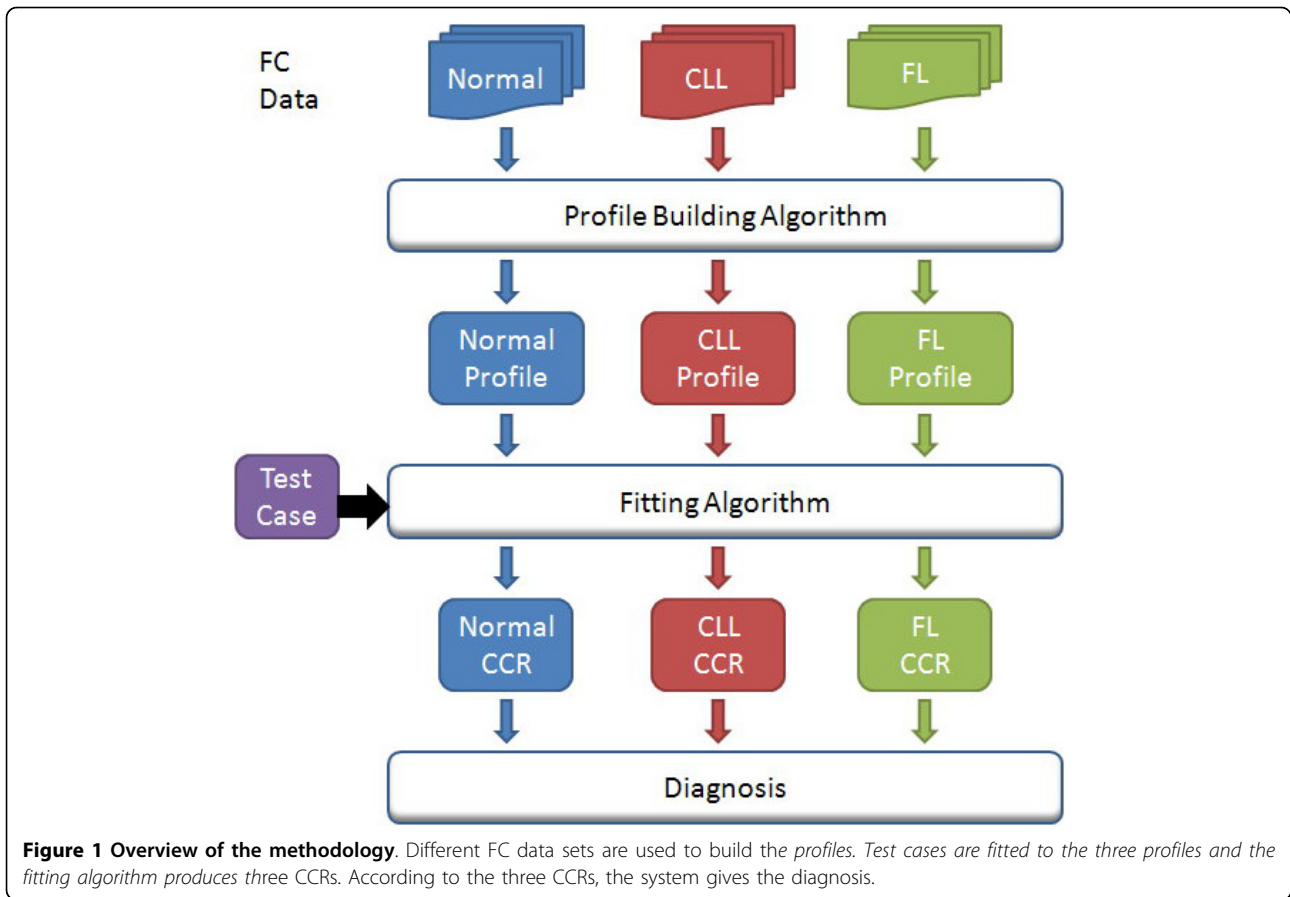 FC
Data
Normal
CLL
FL
Profile Building Algorithm
Normal
Profile
CLL
Profile
FL
Profile
Test
Case
Fitting Algorithm
Normal
CCR
CLL
CCR
FL
CCR
Diagnosis
Figure 1 Overview of the methodology. Different FC data sets are used to build the profiles. Test cases are fitted to the three profiles and the
fitting algorithm produces three CCRs. According to the three CCRs, the system gives the diagnosis.